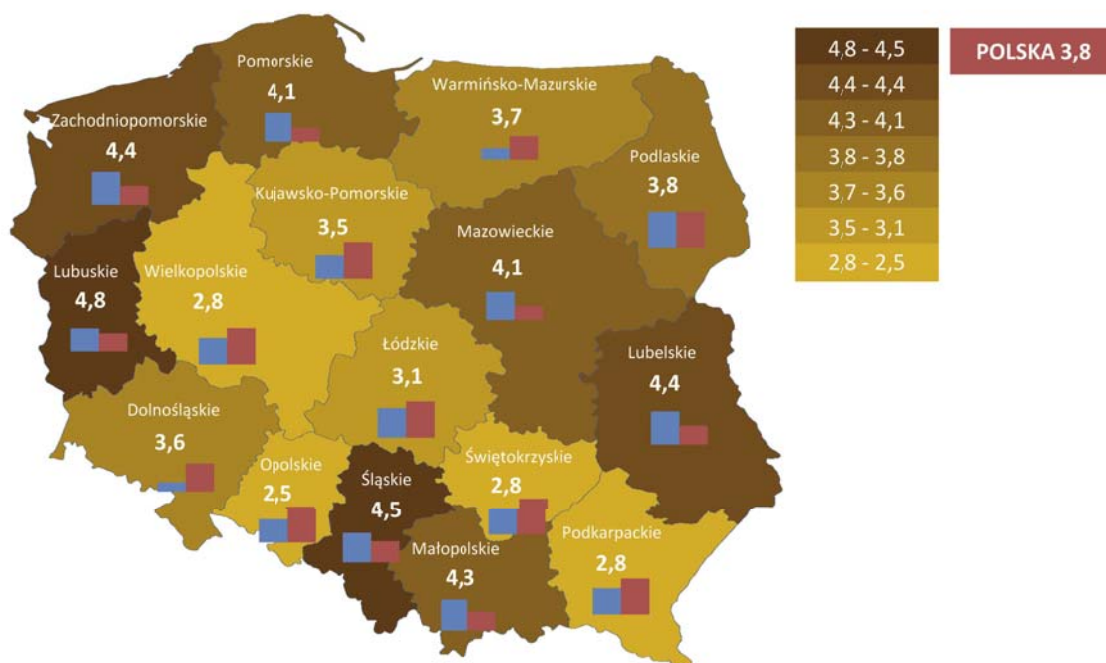 Pomorskie
4,1
Warmińsko-Mazurskie
3,7
Zachodniopomorskie
4,4
Podlaskie
3,8
Kujawsko-Pomorskie
3,5
Mazowieckie
4,1
Lubuskie
4,8
Wielkopolskie
2,8
Łódzkie
3,1
Lubelskie
4,4
Dolnośląskie
3,6
Opolskie
2,5
Śląskie
4,5
Świętokrzyskie
2,8
Małopolskie
4,3
Podkarpackie
2,8
4,8 - 4,5
4,4 - 4,4
4,3 - 4,1
3,8 - 3,8
3,7 - 3,6
3,5 - 3,1
2,8 - 2,5
POLSKA 3,8